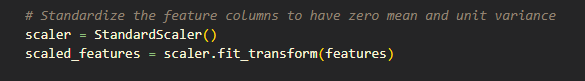 # Standardize the feature columns to have zero mean and unit variance
scaler = StandardScaler()
scaled_features = scaler.fit_transform(features)